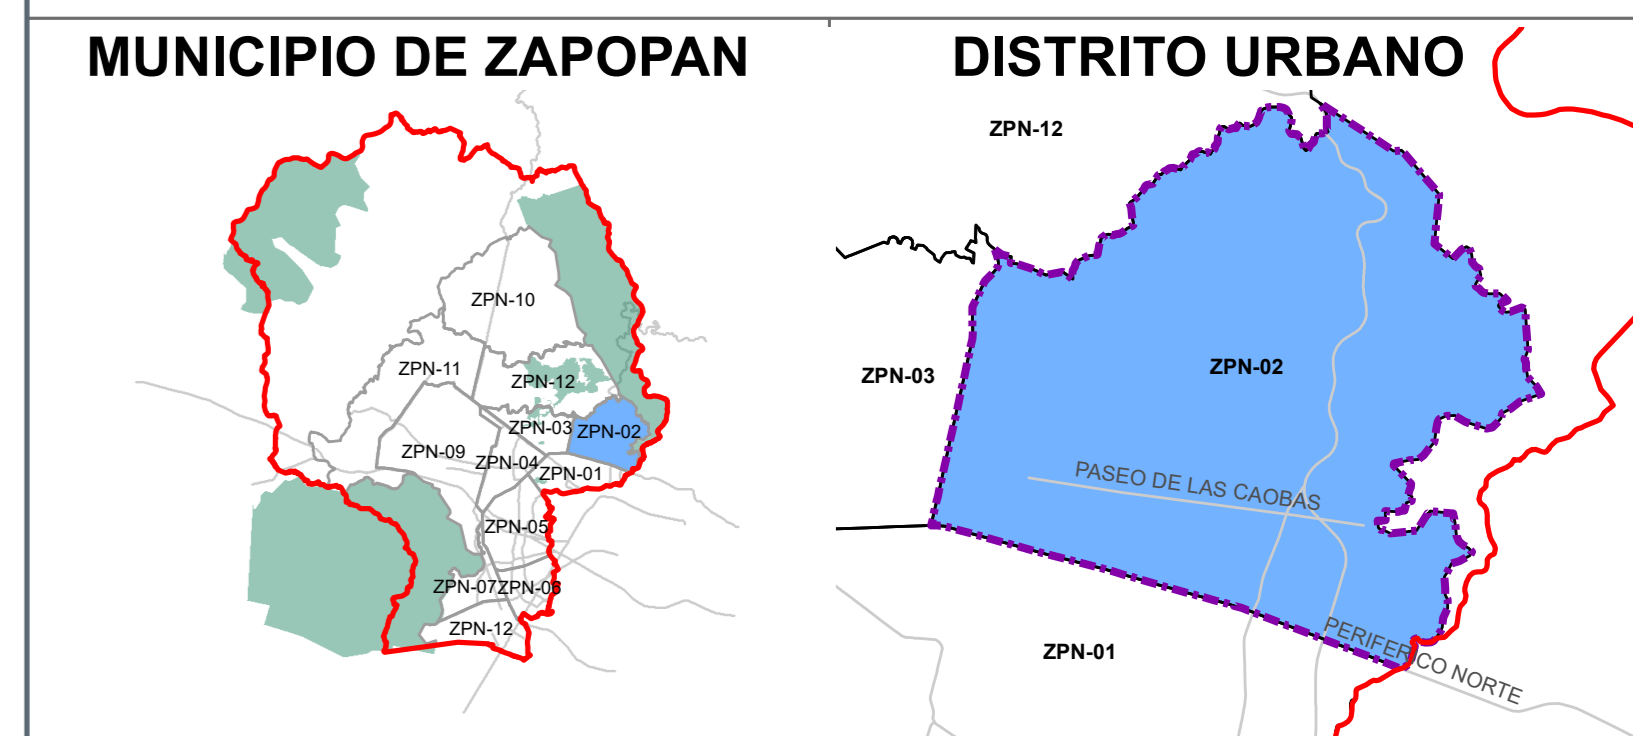 MUNICIPIO DE ZAPOPAN
ZPN-10
ZPN-11
ZPN-12
ZPN-03
ZPN-02
ZPN-09
ZPN-04
ZPN-01
ZPN-05
ZPN-07
ZPN-06
ZPN-12
DISTRITO URBANO
ZPN-12
ZPN-03
ZPN-02
PASEO DE LAS CAOBAS
PERIFERICO NORTE
ZPN-01